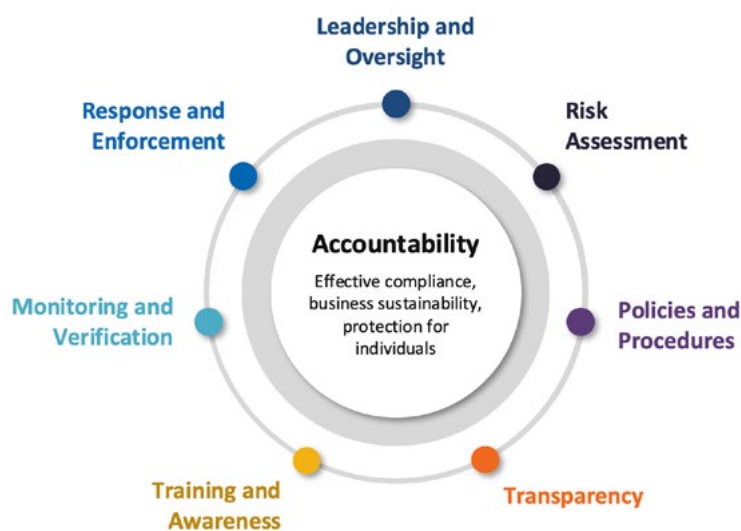 Leadership and
Oversight
Risk
Assessment
Policies and
Procedures
Transparency
Training and
Awareness
Monitoring and
Verification
Response and
Enforcement
Accountability
Effective compliance,
business sustainability,
protection for
individuals